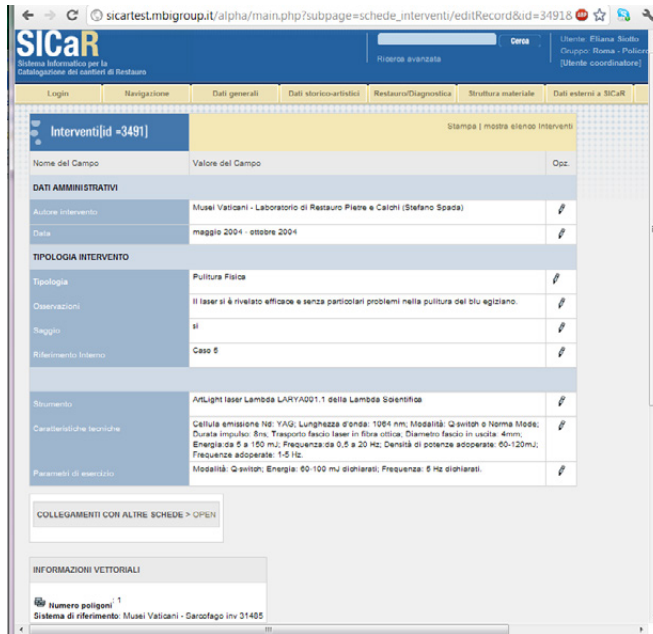 sicartest.mbigroup.it/alpha/main.php?subpage=schede_interventi/editRecord&id=3491&
SICaR
Sistema Informatico per la
Catalogazione dei cantieri di Restauro
Cerca
Ricerca avanzata
Utente: Eliana Siotto
Gruppo: Roma - Policro
[Utente coordinatore]
Login Navigazione Dati generali Dati storico-artistici Restauro/Diagnostica Struttura materiale Dati esterni a SICaR
Interventi[id =3491]
Stampa | mostra elenco Interventi
Nome del Campo Valore del Campo Opz.
DATI AMMINISTRATIVI
Autore intervento Musei Vaticani - Laboratorio di Restauro Pietre e Calchi (Stefano Spada)
Data maggio 2004 - ottobre 2004
TIPOLOGIA INTERVENTO
Tipologia Pulitura Fisica
Osservazioni Il laser si è rivelato efficace e senza particolari problemi nella pulitura del blu egiziano.
Saggio si
Riferimento Interno Caso 6
Strumento ArtLight laser Lambda LARYA001.1 della Lambda Scientifica
Caratteristiche tecniche Cellula emissione Nd: YAG; Lunghezza d'onda: 1064 nm; Modalità: Q-switch o Norma Mode;
Durata impulso: 8ns; Trasporto fascio laser in fibra ottica; Diametro fascio in uscita: 4mm;
Energia:da 5 a 150 mJ; Frequenza:da 0,5 a 20 Hz; Densità di potenze adoperate: 60-120mJ;
Frequenze adoperate: 1-5 Hz.
Parametri di esercizio Modalità: Q-switch; Energia: 60-100 mJ dichiarati; Frequenza: 5 Hz dichiarati.
COLLEGAMENTI CON ALTRE SCHEDE > OPEN
INFORMAZIONI VETTORIALI
Numero poligoni: 1
Sistema di riferimento: Musei Vaticani - Sarcofago inv 31485